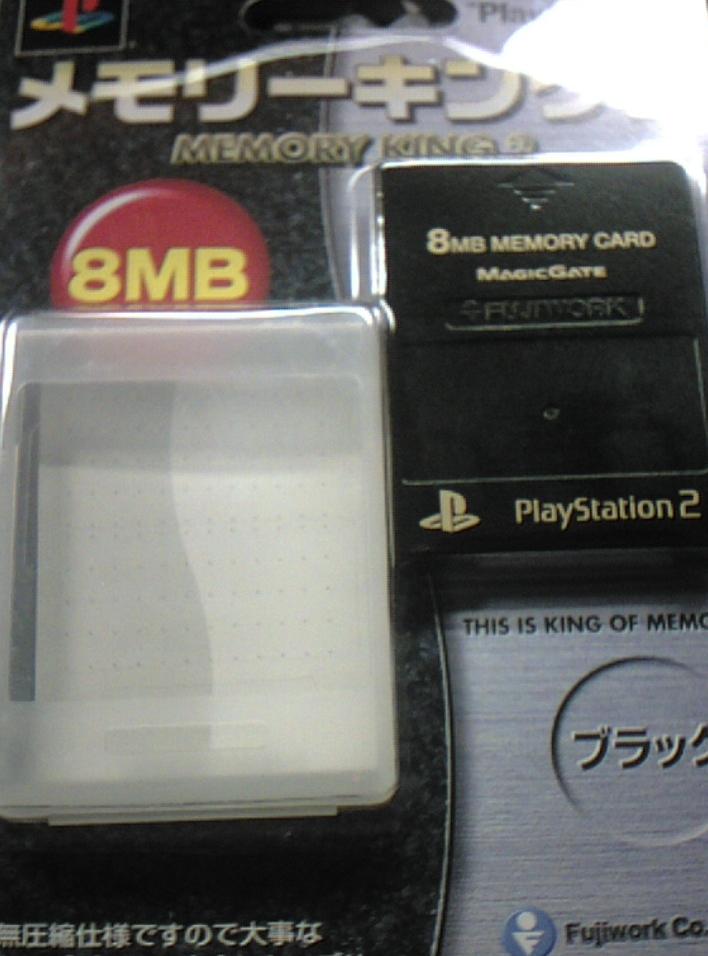 "Play
メモリーキング
MEMORY KING 2
8MB
8MB MEMORY CARD
MAGICGATE
FUJIWORK
PlayStation 2
THIS IS KING OF MEMO
ブラック
無圧縮仕様ですので大事な
Fujiwork Co.